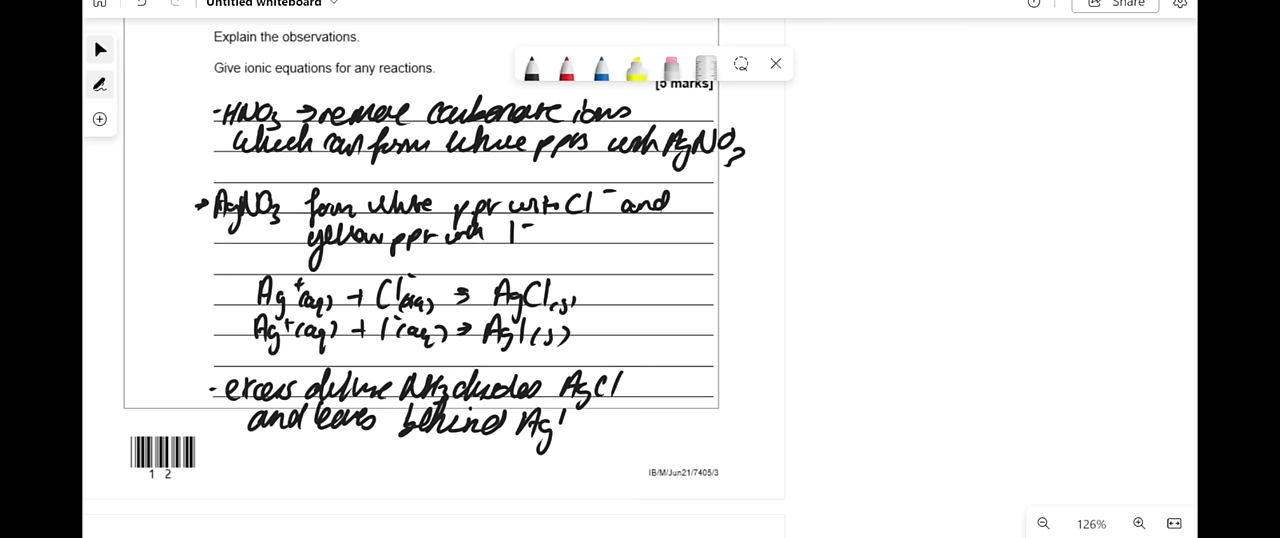 Untitled whiteboard
Share
Explain the observations.
Give ionic equations for any reactions.
[6 marks]
-HNO3 → remove carbonate ions
which can form white ppts with AgNO3
→ AgNO3 form white ppt with Cl- and
yellow ppt with I-
Ag+(aq) + Cl-(aq) → AgCl(s)
Ag+(aq) + I-(aq) → AgI(s)
- excess dilute NH3 dissolves AgCl
and leaves behind AgI
1 2
IB/M/Jun21/7405/3
126%